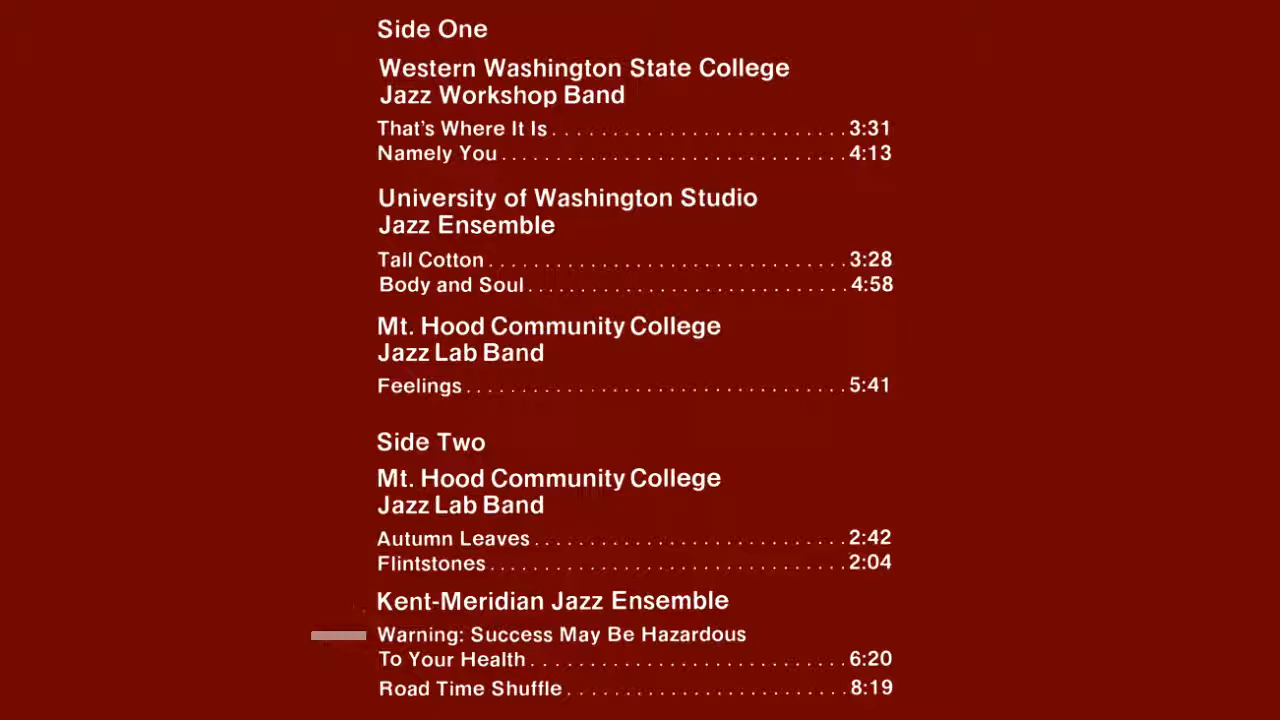 Side One
Western Washington State College
Jazz Workshop Band
That's Where It Is . . . . . . . . . . . . . . . . . . . . . . 3:31
Namely You . . . . . . . . . . . . . . . . . . . . . . . . . . 4:13
University of Washington Studio
Jazz Ensemble
Tall Cotton . . . . . . . . . . . . . . . . . . . . . . . . . . . 3:28
Body and Soul . . . . . . . . . . . . . . . . . . . . . . . . 4:58
Mt. Hood Community College
Jazz Lab Band
Feelings . . . . . . . . . . . . . . . . . . . . . . . . . . . . 5:41
Side Two
Mt. Hood Community College
Jazz Lab Band
Autumn Leaves . . . . . . . . . . . . . . . . . . . . . . . 2:42
Flintstones . . . . . . . . . . . . . . . . . . . . . . . . . . . 2:04
Kent-Meridian Jazz Ensemble
Warning: Success May Be Hazardous
To Your Health . . . . . . . . . . . . . . . . . . . . . . . . 6:20
Road Time Shuffle . . . . . . . . . . . . . . . . . . . . . 8:19